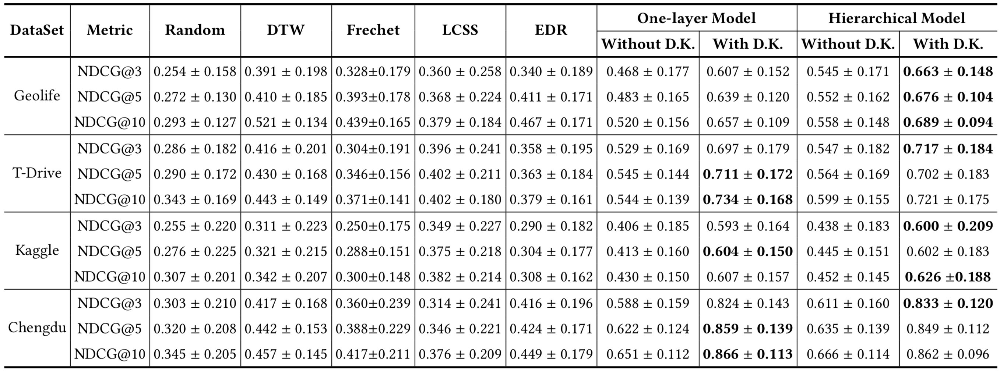 DataSet Metric Random DTW Frechet LCSS EDR One-layer Model Hierarchical Model
Without D.K. With D.K. Without D.K. With D.K.
Geolife NDCG@3 0.254 ± 0.158 0.391 ± 0.198 0.328±0.179 0.360 ± 0.258 0.340 ± 0.189 0.468 ± 0.177 0.607 ± 0.152 0.545 ± 0.171 0.663 ± 0.148
NDCG@5 0.272 ± 0.130 0.410 ± 0.185 0.393±0.178 0.368 ± 0.224 0.411 ± 0.171 0.483 ± 0.165 0.639 ± 0.120 0.552 ± 0.162 0.676 ± 0.104
NDCG@10 0.293 ± 0.127 0.521 ± 0.134 0.439±0.165 0.379 ± 0.184 0.467 ± 0.171 0.520 ± 0.156 0.657 ± 0.109 0.558 ± 0.148 0.689 ± 0.094
T-Drive NDCG@3 0.286 ± 0.182 0.416 ± 0.201 0.304±0.191 0.396 ± 0.241 0.358 ± 0.195 0.529 ± 0.169 0.697 ± 0.179 0.547 ± 0.182 0.717 ± 0.184
NDCG@5 0.290 ± 0.172 0.430 ± 0.168 0.346±0.156 0.402 ± 0.211 0.363 ± 0.184 0.545 ± 0.144 0.711 ± 0.172 0.564 ± 0.169 0.702 ± 0.183
NDCG@10 0.343 ± 0.169 0.443 ± 0.149 0.371±0.141 0.402 ± 0.180 0.379 ± 0.161 0.544 ± 0.139 0.734 ± 0.168 0.599 ± 0.155 0.721 ± 0.175
Kaggle NDCG@3 0.255 ± 0.220 0.311 ± 0.223 0.250±0.175 0.349 ± 0.227 0.290 ± 0.182 0.406 ± 0.185 0.593 ± 0.164 0.438 ± 0.183 0.600 ± 0.209
NDCG@5 0.276 ± 0.225 0.321 ± 0.215 0.288±0.151 0.375 ± 0.218 0.304 ± 0.177 0.413 ± 0.160 0.604 ± 0.150 0.445 ± 0.151 0.602 ± 0.183
NDCG@10 0.307 ± 0.201 0.342 ± 0.207 0.300±0.148 0.382 ± 0.214 0.308 ± 0.162 0.430 ± 0.150 0.607 ± 0.157 0.452 ± 0.145 0.626 ±0.188
Chengdu NDCG@3 0.303 ± 0.210 0.417 ± 0.168 0.360±0.239 0.314 ± 0.241 0.416 ± 0.196 0.588 ± 0.159 0.824 ± 0.143 0.611 ± 0.160 0.833 ± 0.120
NDCG@5 0.320 ± 0.208 0.442 ± 0.153 0.388±0.229 0.346 ± 0.221 0.424 ± 0.171 0.622 ± 0.124 0.859 ± 0.139 0.635 ± 0.139 0.849 ± 0.112
NDCG@10 0.345 ± 0.205 0.457 ± 0.145 0.417±0.211 0.376 ± 0.209 0.449 ± 0.179 0.651 ± 0.112 0.866 ± 0.113 0.666 ± 0.114 0.862 ± 0.096